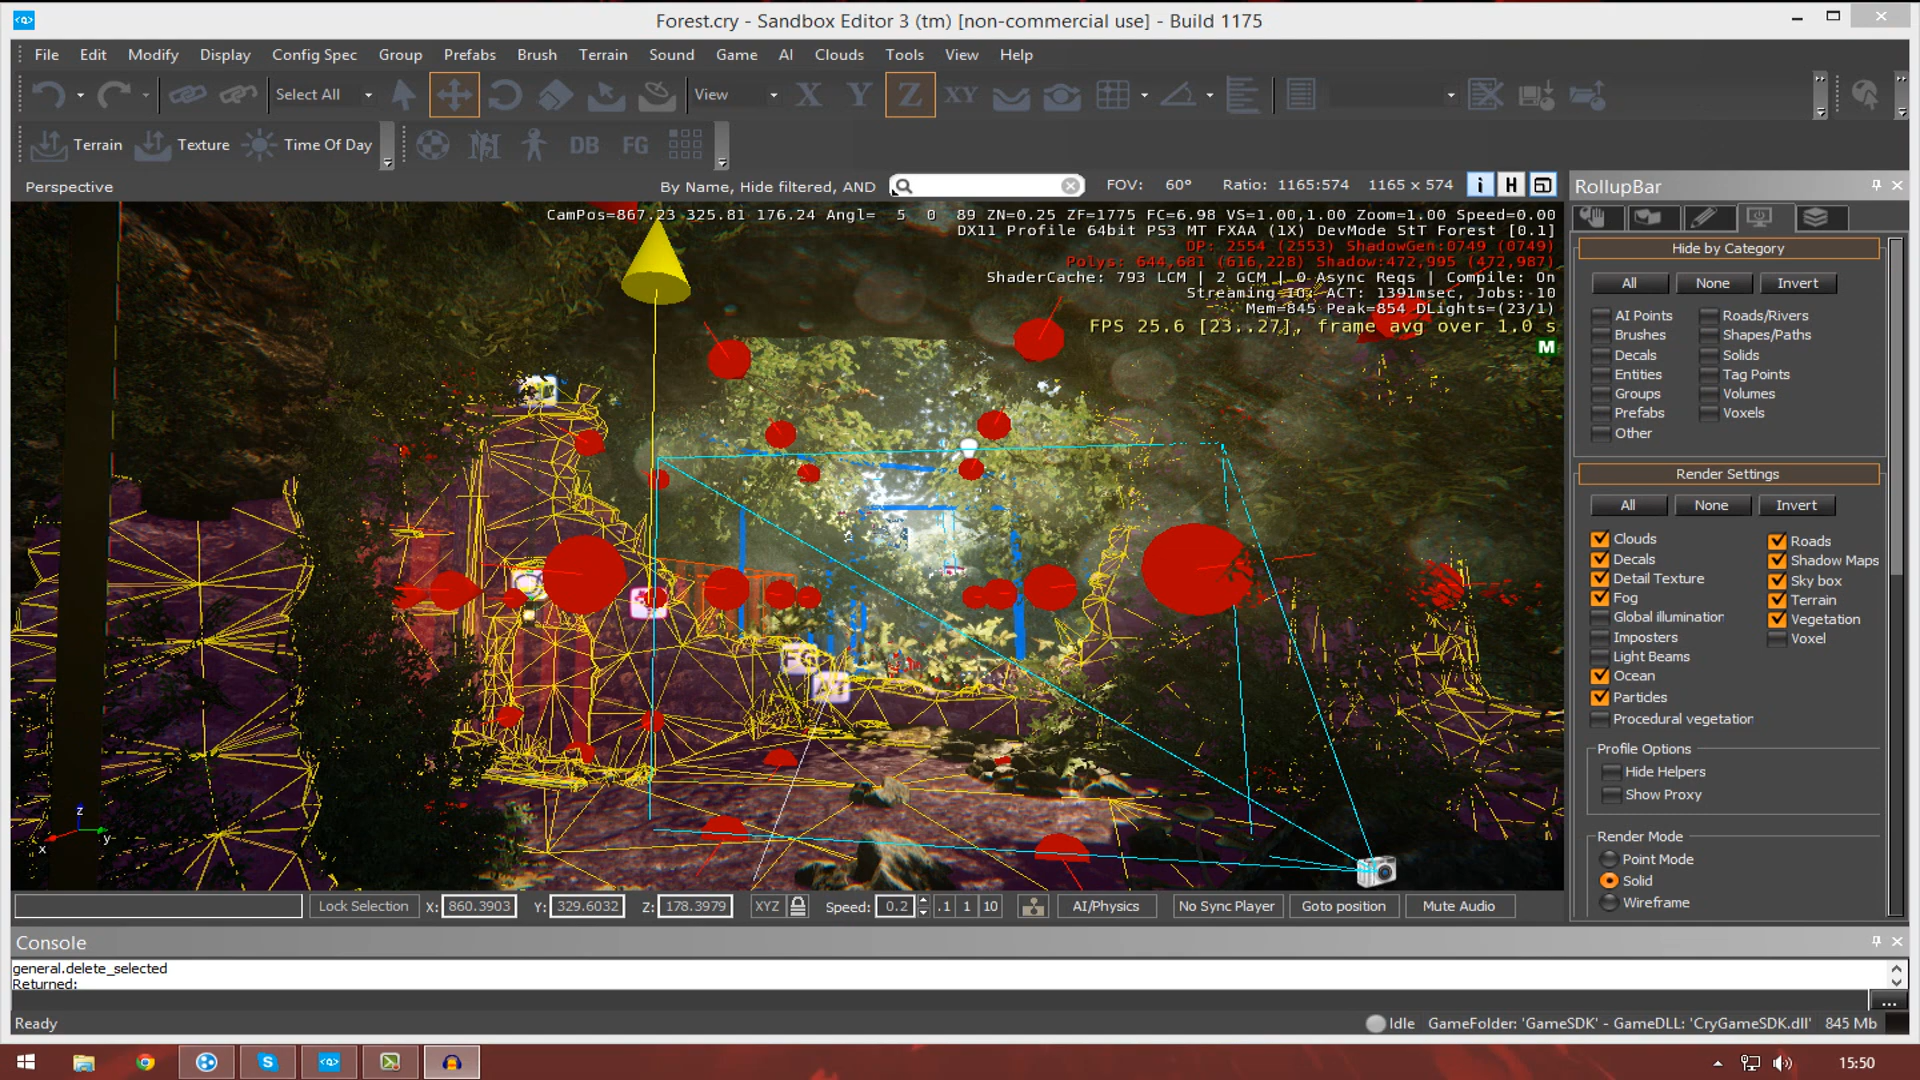 Forest.cry - Sandbox Editor 3 (tm) [non-commercial use] - Build 1175
File Edit Modify Display Config Spec Group Prefabs Brush Terrain Sound Game AI Clouds Tools View Help
Select All View X Y Z XY
Terrain Texture Time Of Day DB FG
Perspective By Name, Hide filtered, AND FOV: 60° Ratio: 1165:574 1165 x 574 i H
RollupBar
CamPos=867.23 325.81 176.24 Angl= 5 0 89 ZN=0.25 ZF=1775 FC=6.98 VS=1.00,1.00 Zoom=1.00 Speed=0.00
DX11 Profile 64bit PS3 MT FXAA (1X) DevMode StT Forest [0.1]
DP: 2554 (2553) ShadowGen:0749 (0749)
Polys: 644,681 (616,228) Shadow:472,995 (472,987)
ShaderCache: 793 LCM | 2 GCM | 0 Async Reqs | Compile: On
Streaming IO: ACT: 1391msec, Jobs:-10
Mem=845 Peak=854 DLights=(23/1)
FPS 25.6 [23..27], frame avg over 1.0 s
M
Hide by Category
All None Invert
AI Points Roads/Rivers
Brushes Shapes/Paths
Decals Solids
Entities Tag Points
Groups Volumes
Prefabs Voxels
Other
Render Settings
All None Invert
Clouds Roads
Decals Shadow Maps
Detail Texture Sky box
Fog Terrain
Global illumination Vegetation
Imposters Voxel
Light Beams
Ocean
Particles
Procedural vegetation
Profile Options
Hide Helpers
Show Proxy
Render Mode
Point Mode
Solid
Wireframe
z
y
x
Lock Selection X: 860.3903 Y: 329.6032 Z: 178.3979 XYZ Speed: 0.2 .1 1 10 AI/Physics No Sync Player Goto position Mute Audio
Console
general.delete_selected
Returned:
...
Ready Idle GameFolder: 'GameSDK' - GameDLL: 'CryGameSDK.dll' 845 Mb
15:50